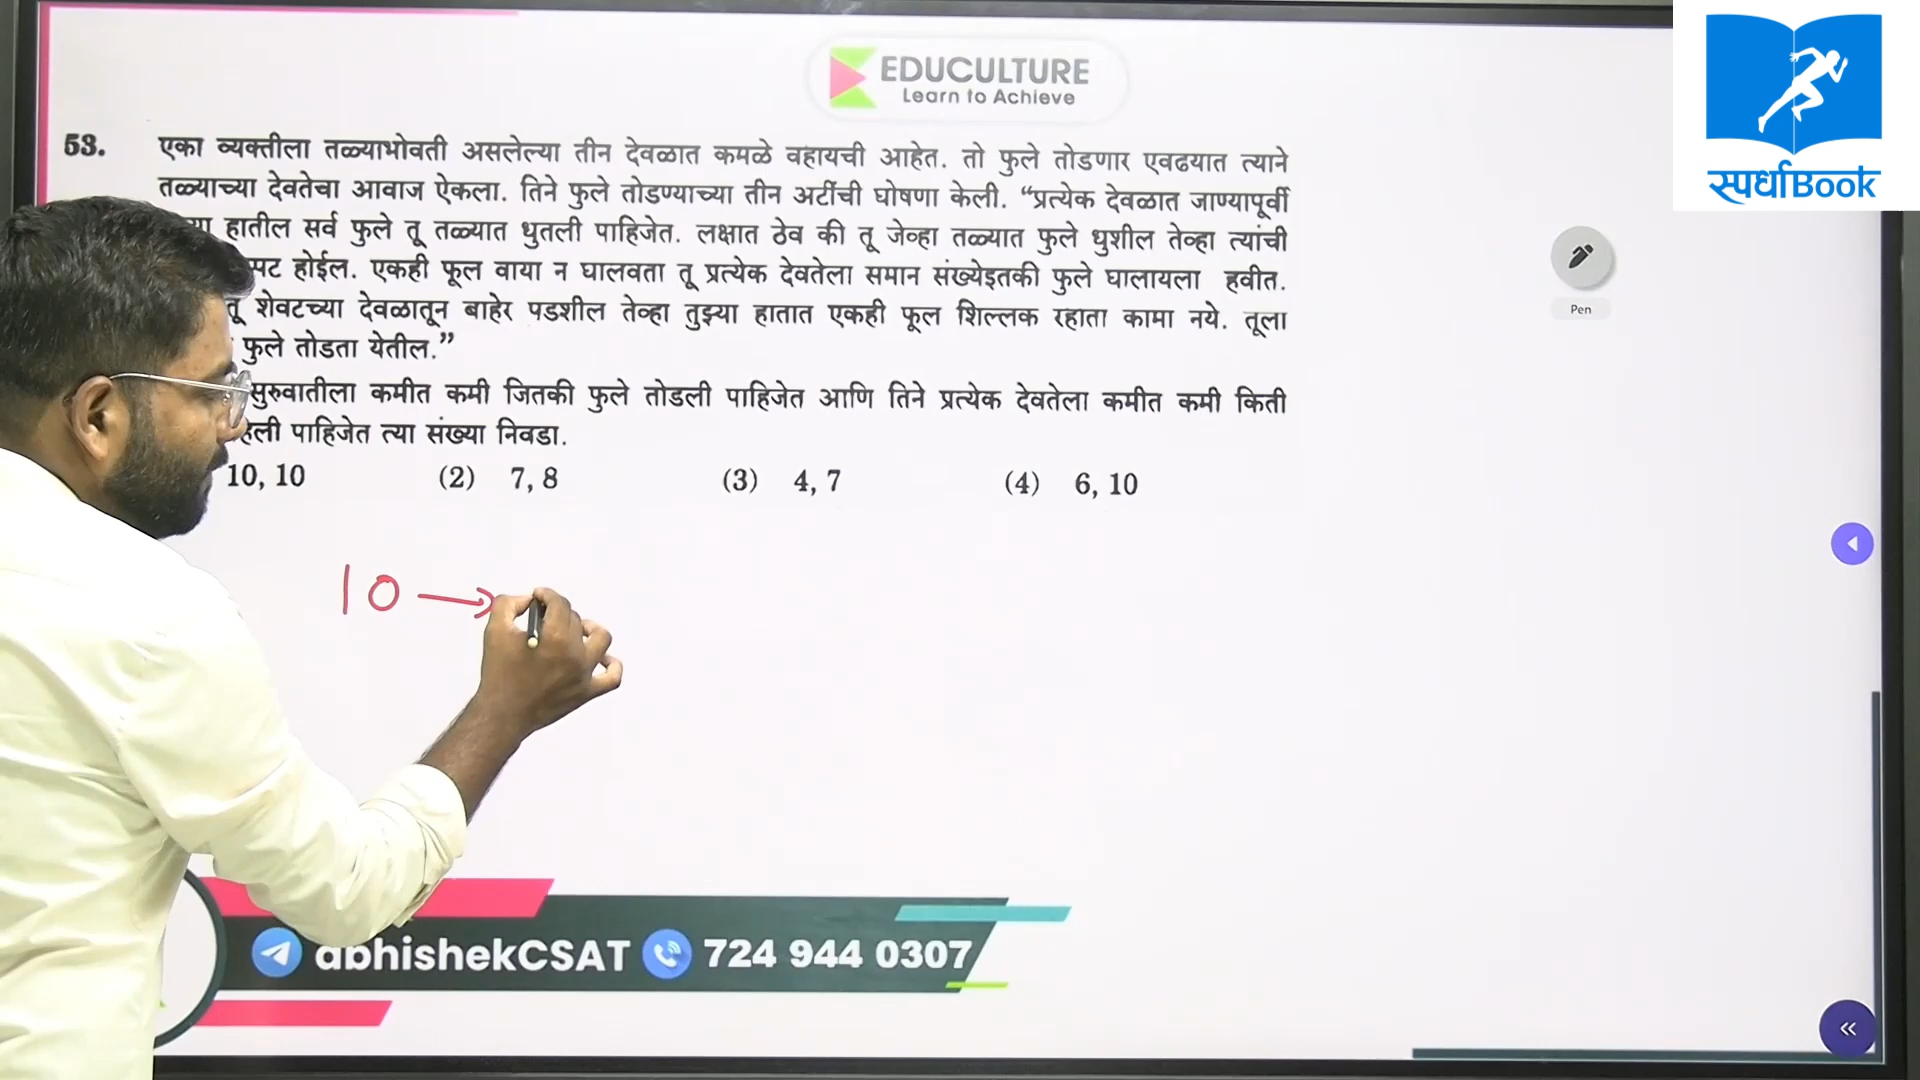 EDUCULTURE
Learn to Achieve
स्पर्धाBook
53. एका व्यक्तीला तळ्याभोवती असलेल्या तीन देवळात कमळे वहायची आहेत. तो फुले तोडणार एवढयात त्याने
तळ्याच्या देवतेचा आवाज ऐकला. तिने फुले तोडण्याच्या तीन अटींची घोषणा केली. “प्रत्येक देवळात जाण्यापूर्वी
हातील सर्व फुले तू तळ्यात धुतली पाहिजेत. लक्षात ठेव की तू जेव्हा तळ्यात फुले धुशील तेव्हा त्यांची
होईल. एकही फूल वाया न घालवता तू प्रत्येक देवतेला समान संख्येइतकी फुले घालायला हवीत.
तू शेवटच्या देवळातून बाहेर पडशील तेव्हा तुझ्या हातात एकही फूल शिल्लक रहाता कामा नये. तूला
फुले तोडता येतील.”
सुरुवातीला कमीत कमी जितकी फुले तोडली पाहिजेत आणि तिने प्रत्येक देवतेला कमीत कमी किती
पाहिजेत त्या संख्या निवडा.
10, 10 (2) 7, 8 (3) 4, 7 (4) 6, 10
Pen
10 →
abhishekCSAT 724 944 0307